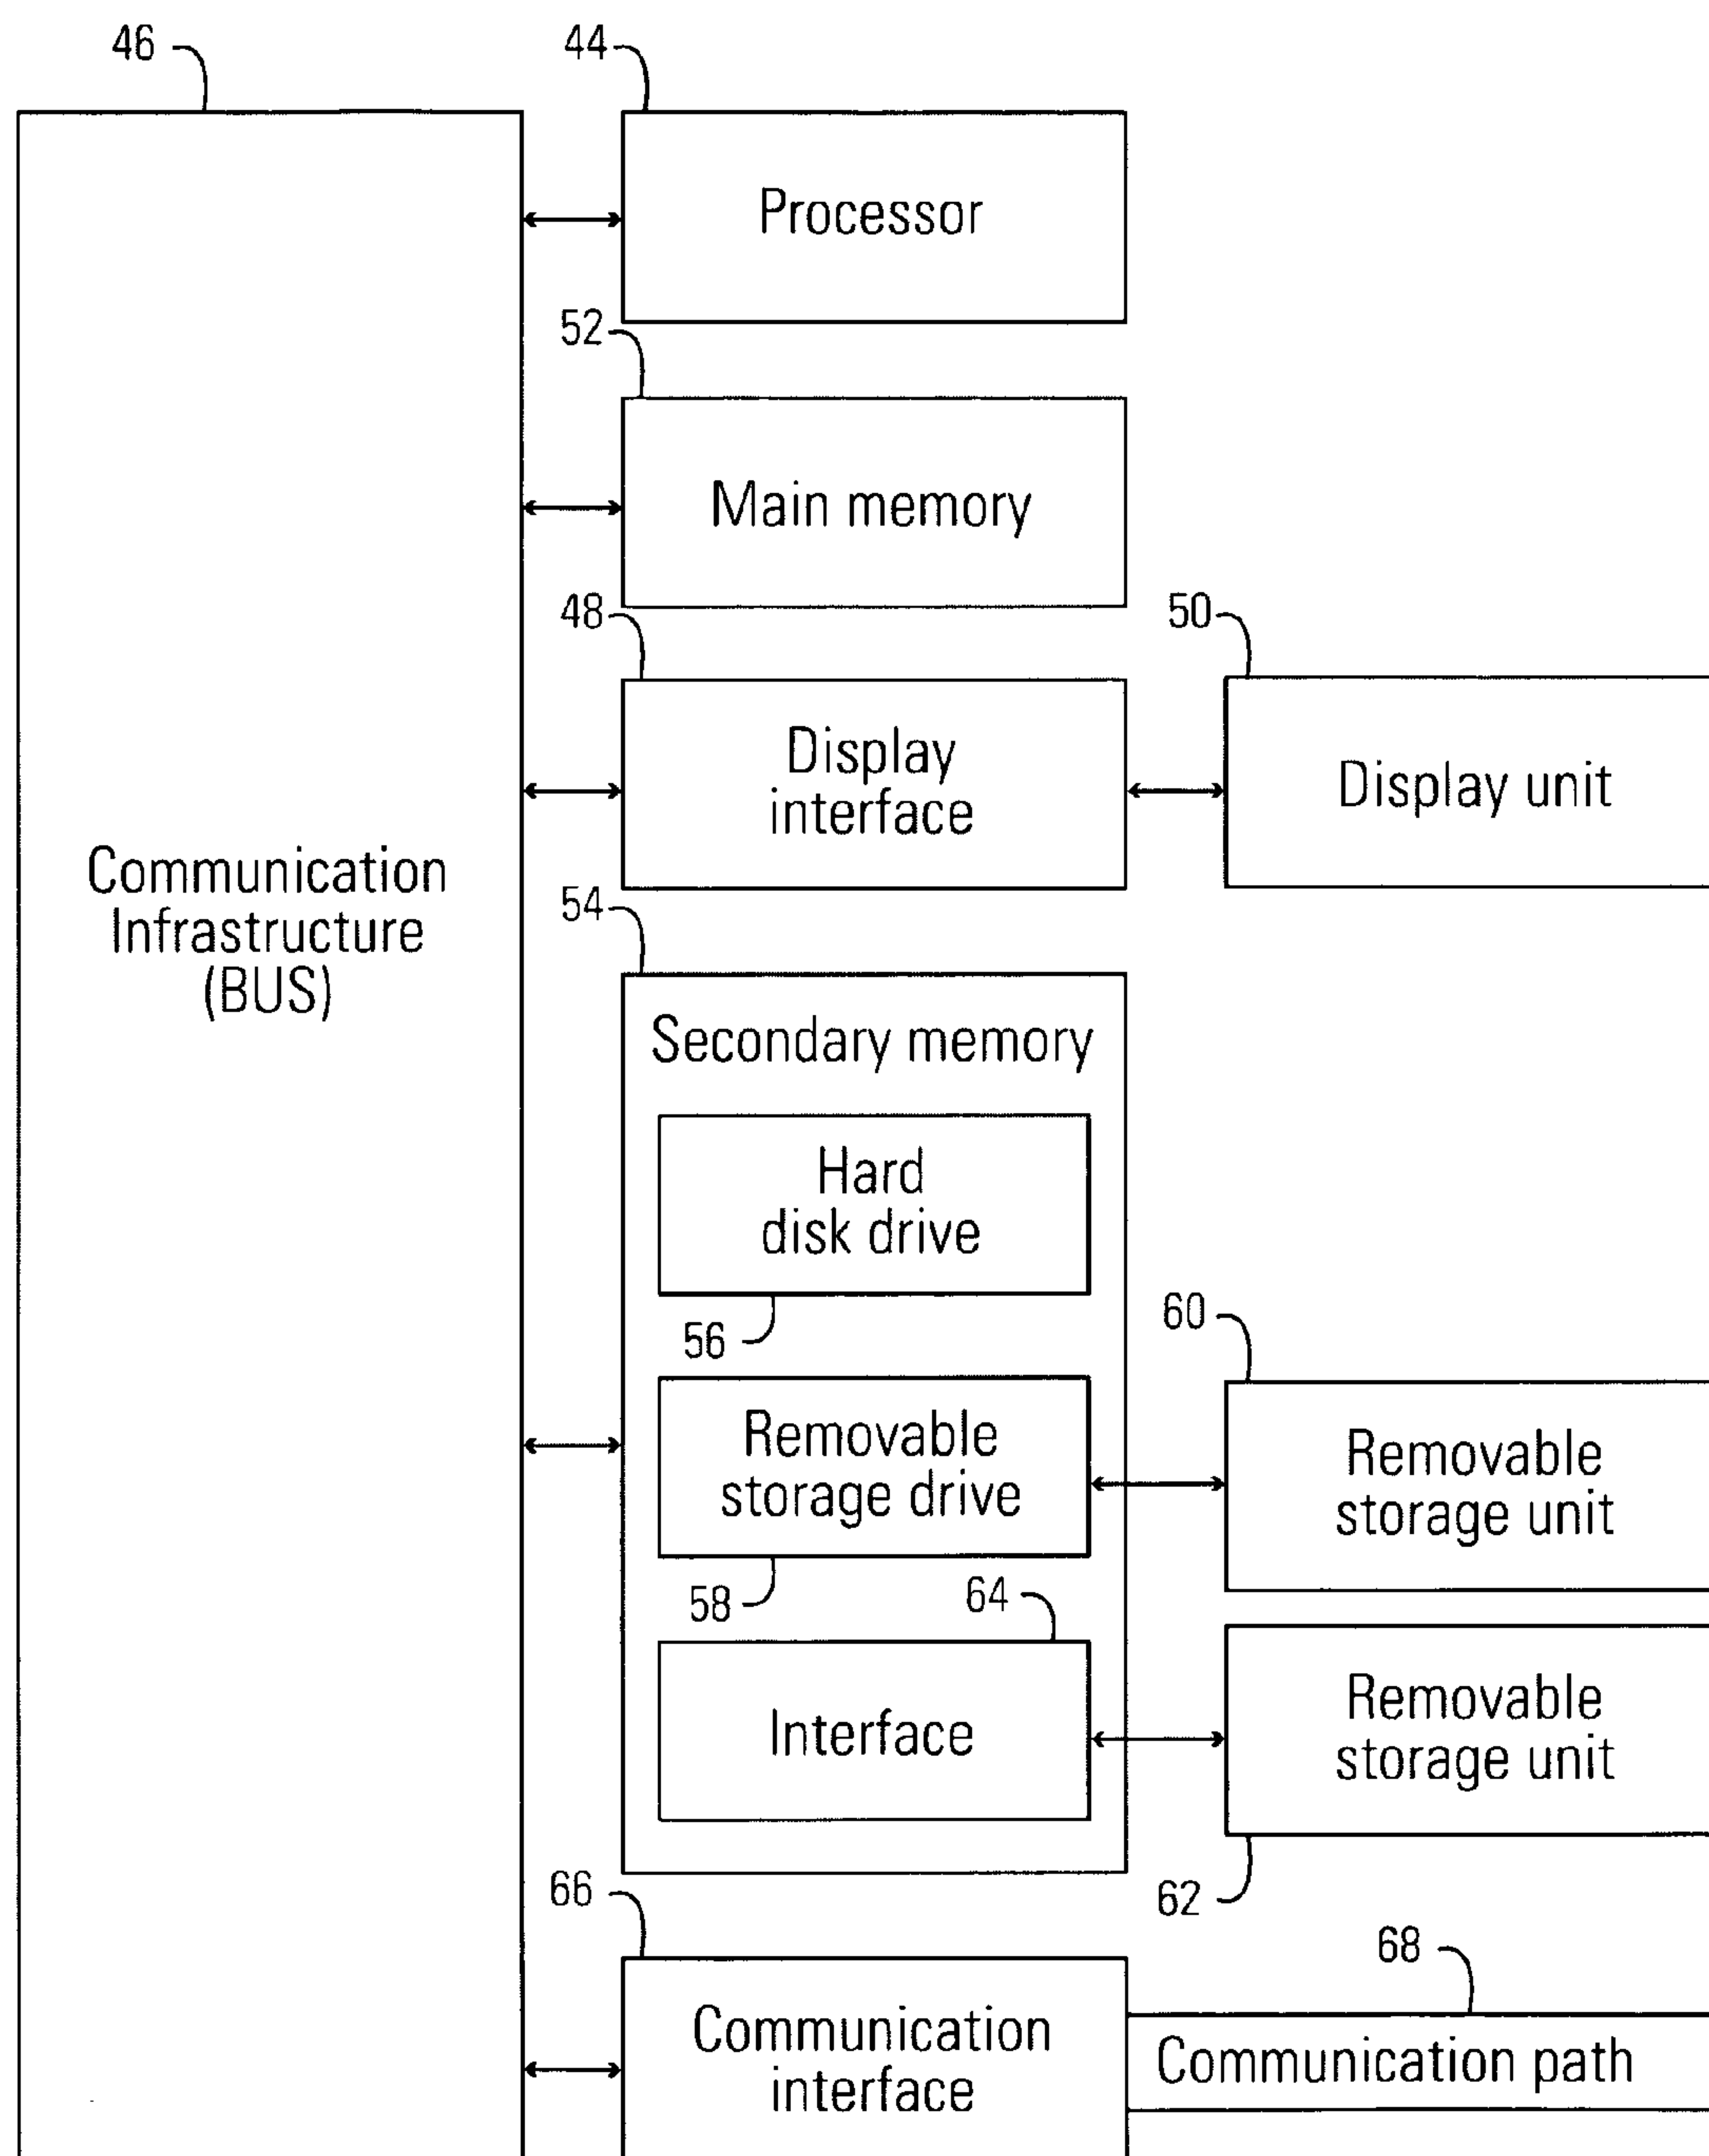 46
44
Processor
52
Main memory
48
50
Display
interface
Display unit
Communication
Infrastructure
(BUS)
54
Secondary memory
Hard
disk drive
56
60
Removable
storage drive
Removable
storage unit
58
64
Interface
Removable
storage unit
62
66
68
Communication
interface
Communication path